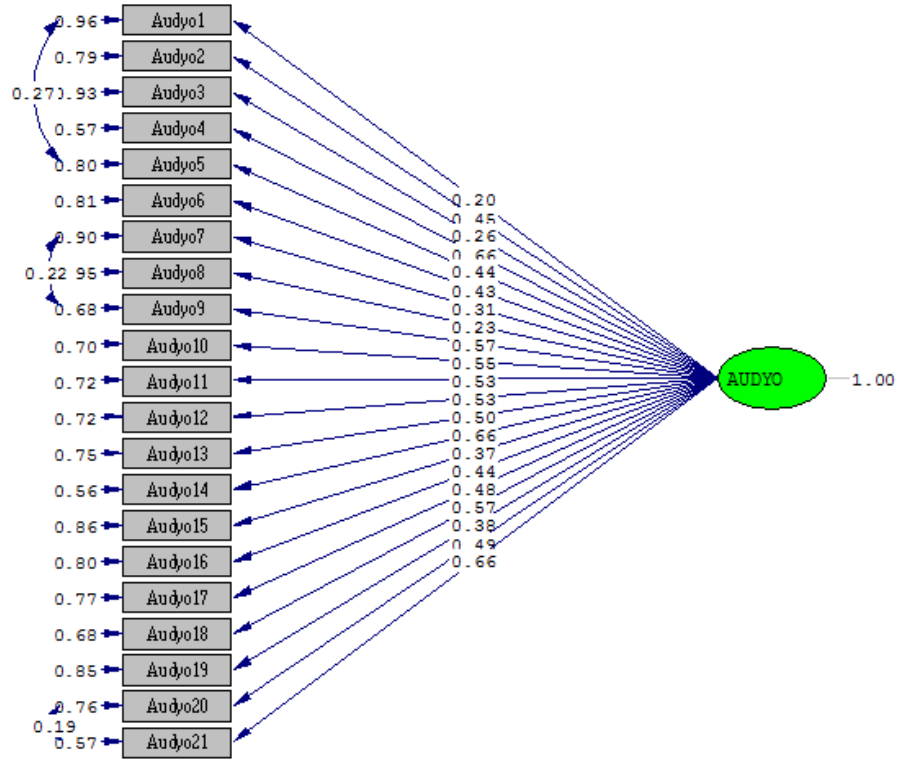 0.96 Audyo1
0.79 Audyo2
0.27 .93 Audyo3
0.57 Audyo4
0.80 Audyo5
0.81 Audyo6
0.90 Audyo7
0.22 95 Audyo8
0.68 Audyo9
0.70 Audyo10
0.72 Audyo11
0.72 Audyo12
0.75 Audyo13
0.56 Audyo14
0.86 Audyo15
0.80 Audyo16
0.77 Audyo17
0.68 Audyo18
0.85 Audyo19
0.76 Audyo20
0.19
0.57 Audyo21
0.20
0.45
0.26
0.66
0.44
0.43
0.31
0.23
0.57
0.55
0.53
0.53
0.50
0.66
0.37
0.44
0.48
0.57
0.38
0.49
0.66
AUDYO
1.00